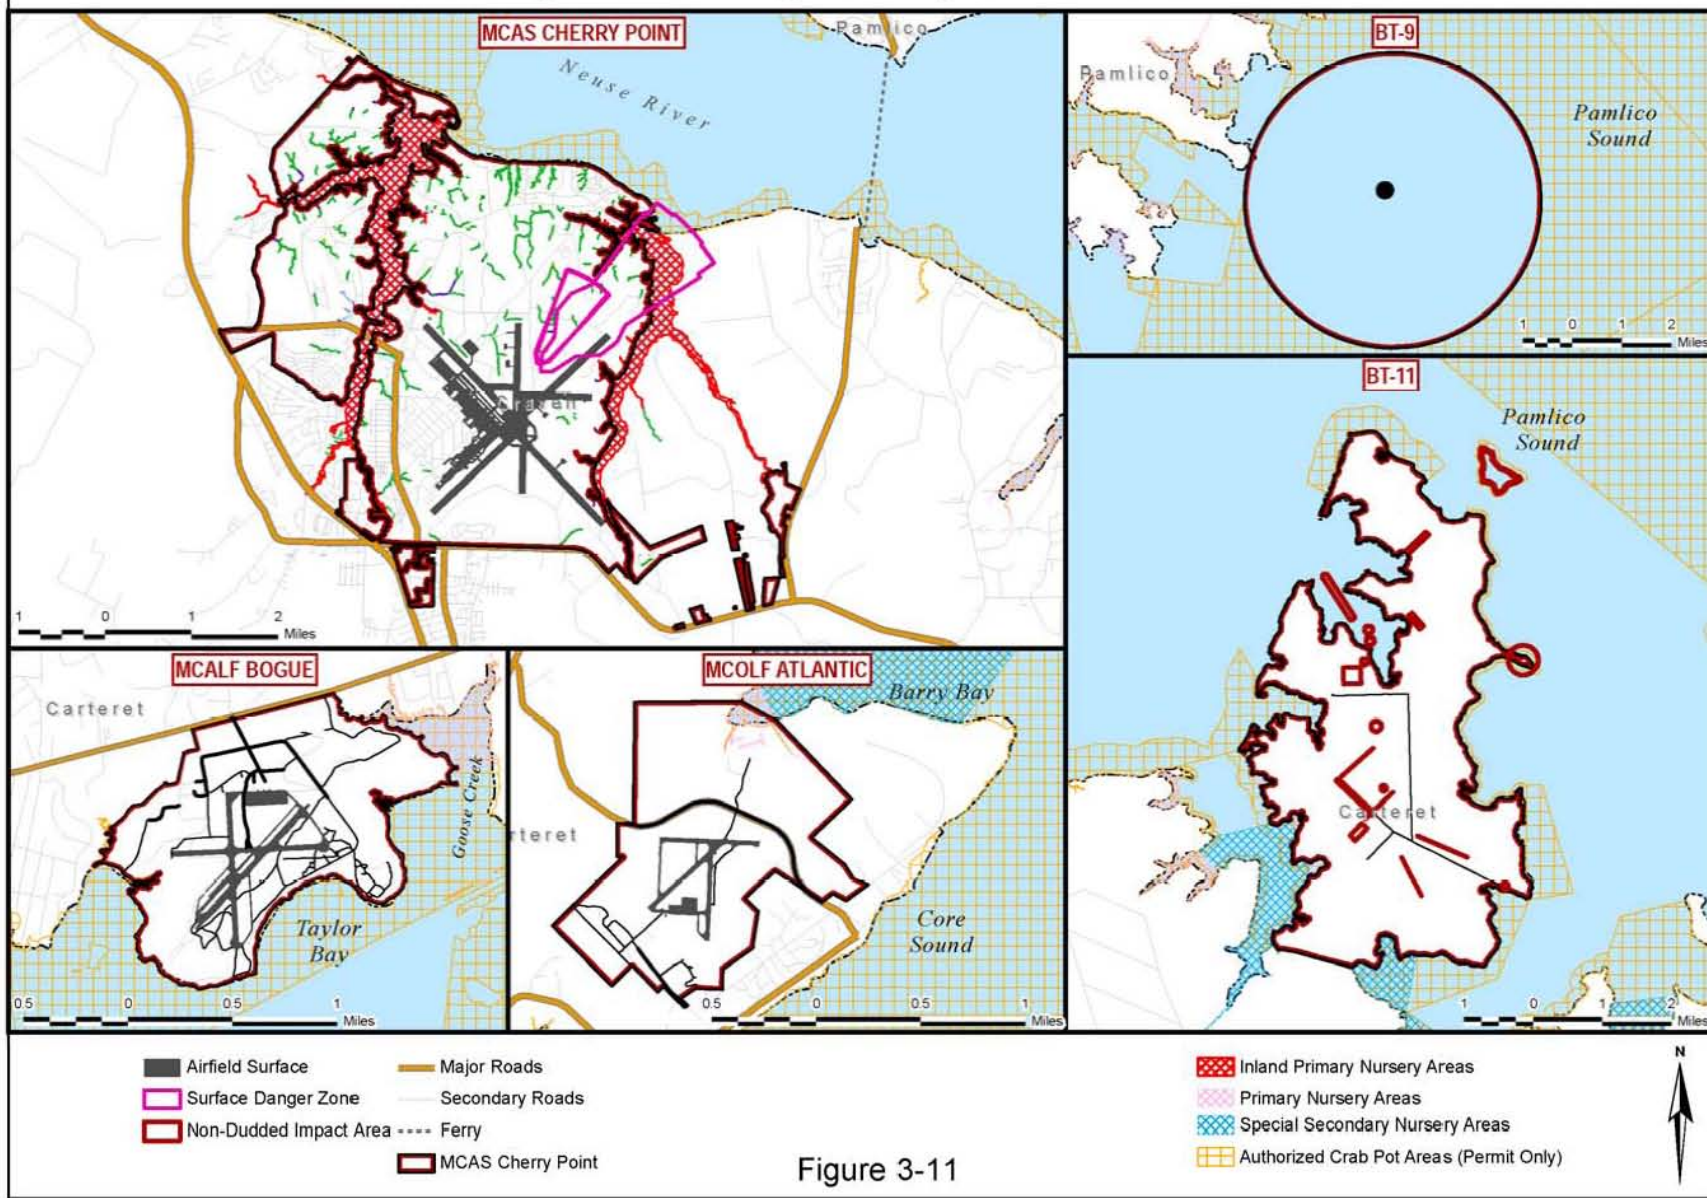 MCAS CHERRY POINT
Pamlico
Neuse River
Craven
1 0 1 2
Miles
BT-9
Pamlico
Pamlico
Sound
1 0 1 2
Miles
BT-11
Pamlico
Sound
Carteret
1 0 1 2
Miles
MCALF BOGUE
Carteret
Goose Creek
Taylor
Bay
0.5 0 0.5 1
Miles
MCOLF ATLANTIC
Barry Bay
rteret
Core
Sound
0.5 0 0.5 1
Miles
Airfield Surface
Surface Danger Zone
Non-Dudded Impact Area
Major Roads
Secondary Roads
Ferry
MCAS Cherry Point
Inland Primary Nursery Areas
Primary Nursery Areas
Special Secondary Nursery Areas
Authorized Crab Pot Areas (Permit Only)
N
Figure 3-11